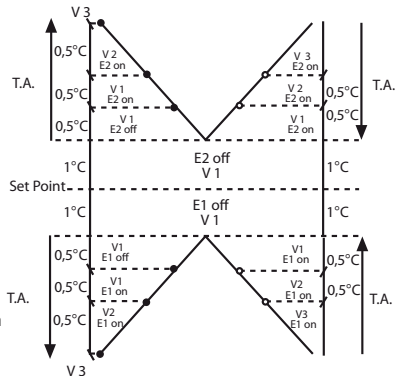 V 3
0,5°C
V 2
E2 on
V 3
E2 on
T.A.
0,5°C
V 1
E2 on
V 2
E2 on
0,5°C
T.A.
0,5°C
V 1
E2 off
V 1
E2 on
0,5°C
1°C
E2 off
V 1
1°C
Set Point
1°C
E1 off
V 1
1°C
0,5°C
V1
E1 off
V1
E1 on
T.A.
0,5°C
V1
E1 on
V2
E1 on
0,5°C
T.A.
0,5°C
V2
E1 on
V3
E1 on
V 3